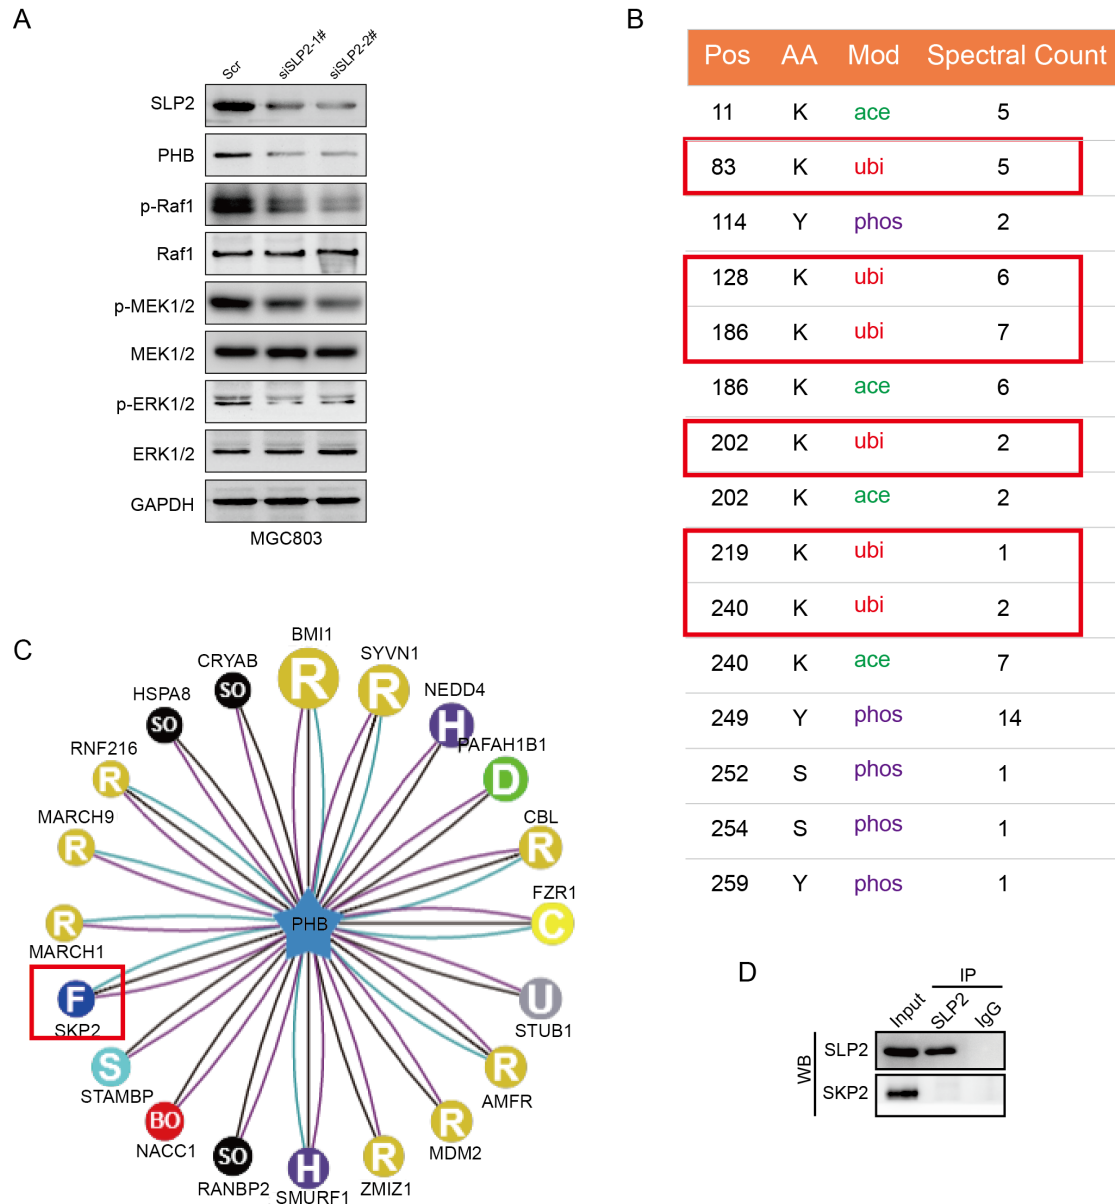 A
Scr
siSLP2-1#
siSLP2-2#
SLP2
PHB
p-Raf1
Raf1
p-MEK1/2
MEK1/2
p-ERK1/2
ERK1/2
GAPDH
MGC803
B
Pos AA Mod Spectral Count
11 K ace 5
83 K ubi 5
114 Y phos 2
128 K ubi 6
186 K ubi 7
186 K ace 6
202 K ubi 2
202 K ace 2
219 K ubi 1
240 K ubi 2
240 K ace 7
249 Y phos 14
252 S phos 1
254 S phos 1
259 Y phos 1
C
BMI1
R
SYVN1
R
NEDD4
H
PAFAH1B1
D
CBL
R
FZR1
C
STUB1
U
AMFR
R
MDM2
R
ZMIZ1
R
SMURF1
H
RANBP2
SO
NACC1
BO
STAMBP
S
SKP2
F
MARCH1
R
MARCH9
R
RNF216
R
HSPA8
SO
CRYAB
SO
PHB
D
IP
Input
SLP2
IgG
WB
SLP2
SKP2